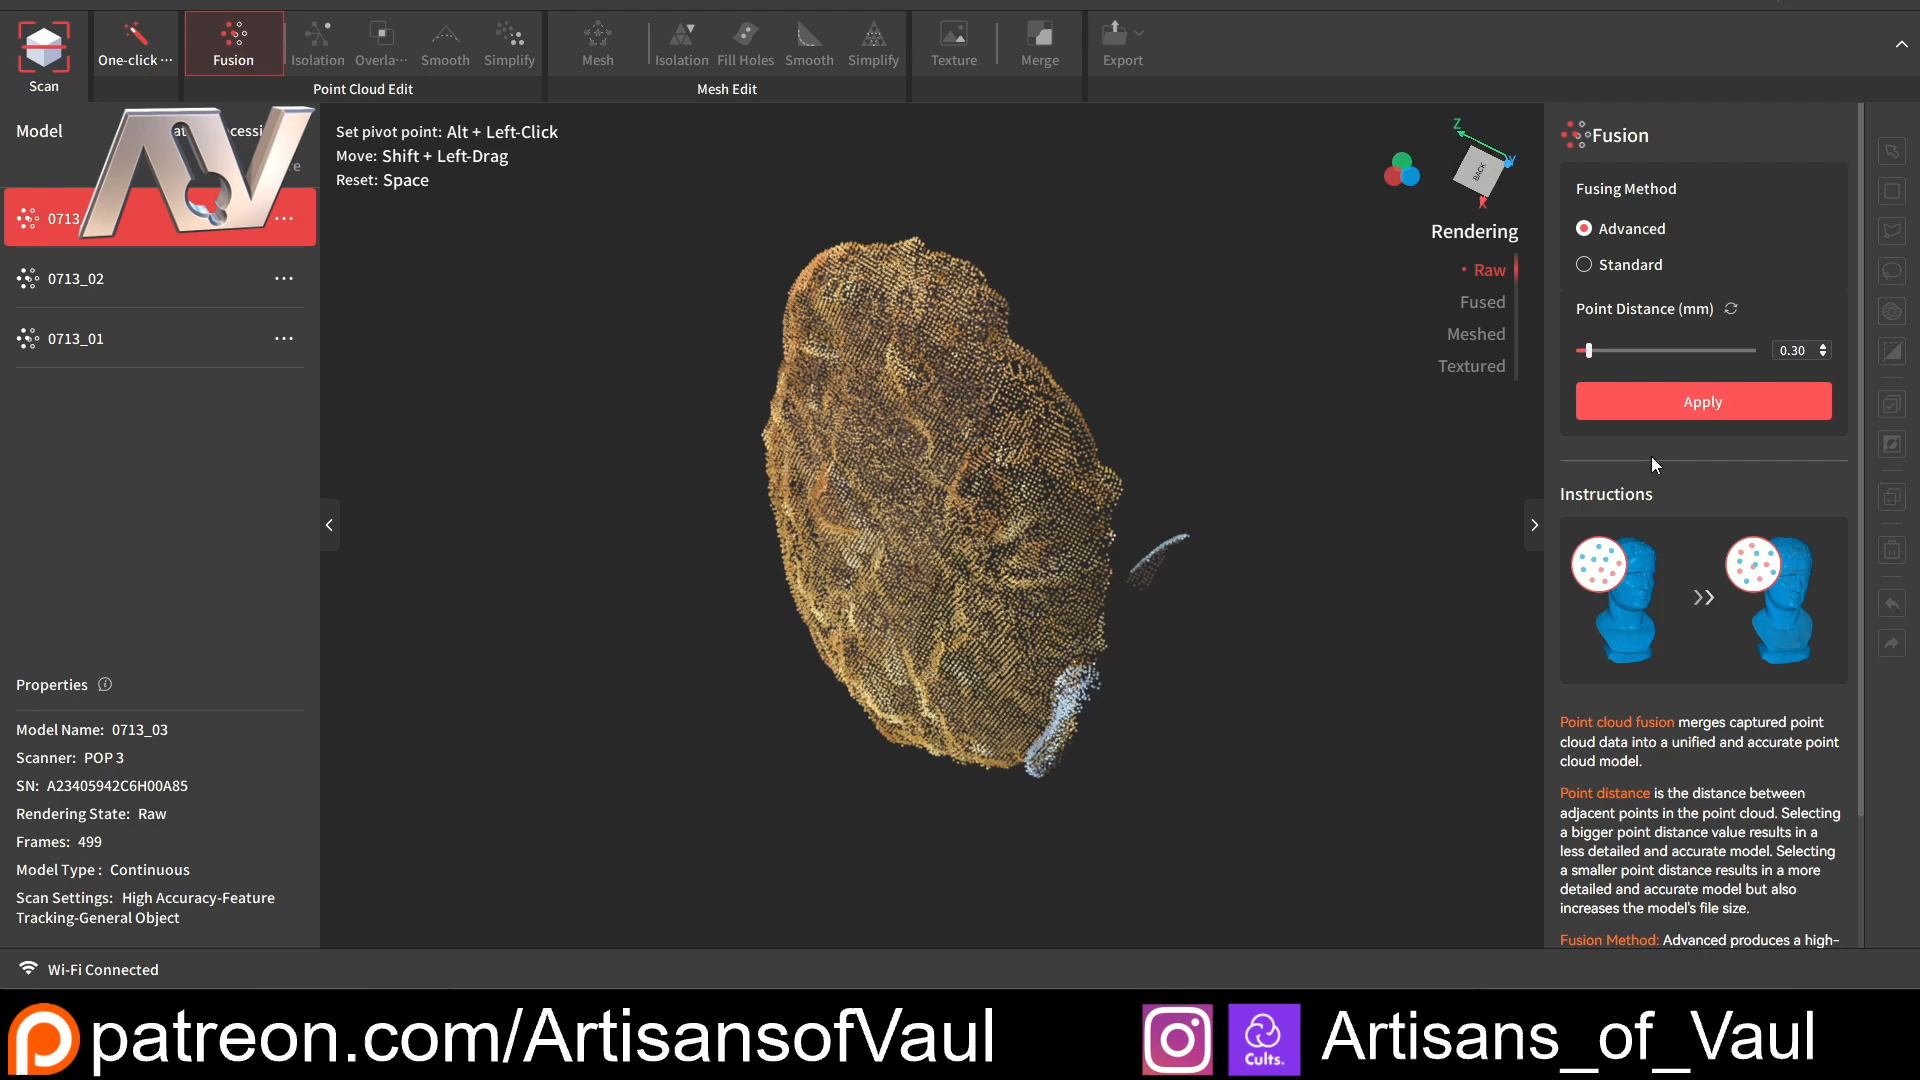 Scan
One-click ···
Fusion
Isolation
Overla···
Smooth
Simplify
Point Cloud Edit
Mesh
Isolation
Fill Holes
Smooth
Simplify
Mesh Edit
Texture
Merge
Export
Model
AV
0713
0713_02
0713_01
Properties
Model Name: 0713_03
Scanner: POP 3
SN: A23405942C6H00A85
Rendering State: Raw
Frames: 499
Model Type : Continuous
Scan Settings: High Accuracy-Feature
Tracking-General Object
Wi-Fi Connected
Set pivot point: Alt + Left-Click
Move: Shift + Left-Drag
Reset: Space
Z
Y
X
BACK
Rendering
Raw
Fused
Meshed
Textured
Fusion
Fusing Method
Advanced
Standard
Point Distance (mm)
0.30
Apply
Instructions
Point cloud fusion merges captured point
cloud data into a unified and accurate point
cloud model.
Point distance is the distance between
adjacent points in the point cloud. Selecting
a bigger point distance value results in a
less detailed and accurate model. Selecting
a smaller point distance results in a more
detailed and accurate model but also
increases the model's file size.
Fusion Method: Advanced produces a high-
patreon.com/ArtisansofVaul
Cults.
Artisans_of_Vaul